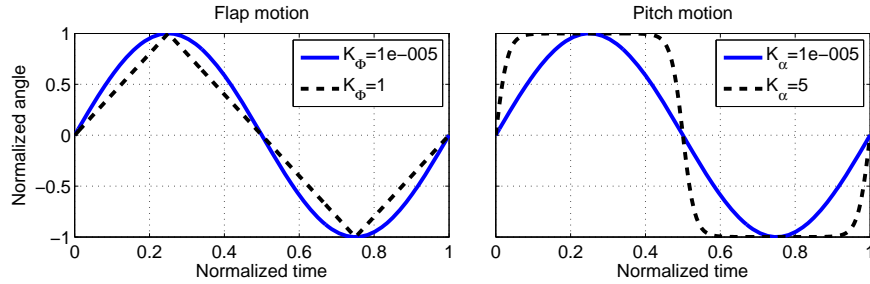 Flap motion
Normalized angle
1
0.5
0
−0.5
−1
0
0.2
0.4
0.6
0.8
1
Normalized time
K_Φ=1e−005
K_Φ=1
Pitch motion
0
0.2
0.4
0.6
0.8
1
Normalized time
K_α=1e−005
K_α=5